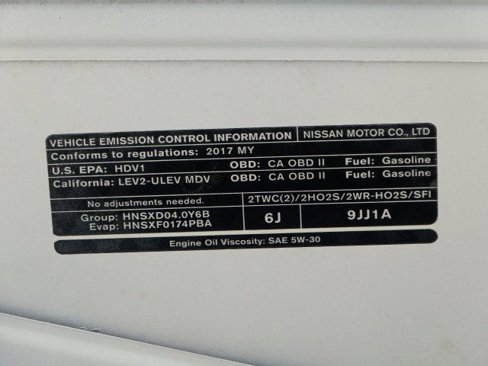 VEHICLE EMISSION CONTROL INFORMATION NISSAN MOTOR CO., LTD
Conforms to regulations: 2017 MY
U.S. EPA: HDV1 OBD: CA OBD II Fuel: Gasoline
California: LEV2-ULEV MDV OBD: CA OBD II Fuel: Gasoline
No adjustments needed. 2TWC(2)/2HO2S/2WR-HO2S/SFI
Group: HNSXD04.0Y6B 6J 9JJ1A
Evap: HNSXF0174PBA
Engine Oil Viscosity: SAE 5W-30